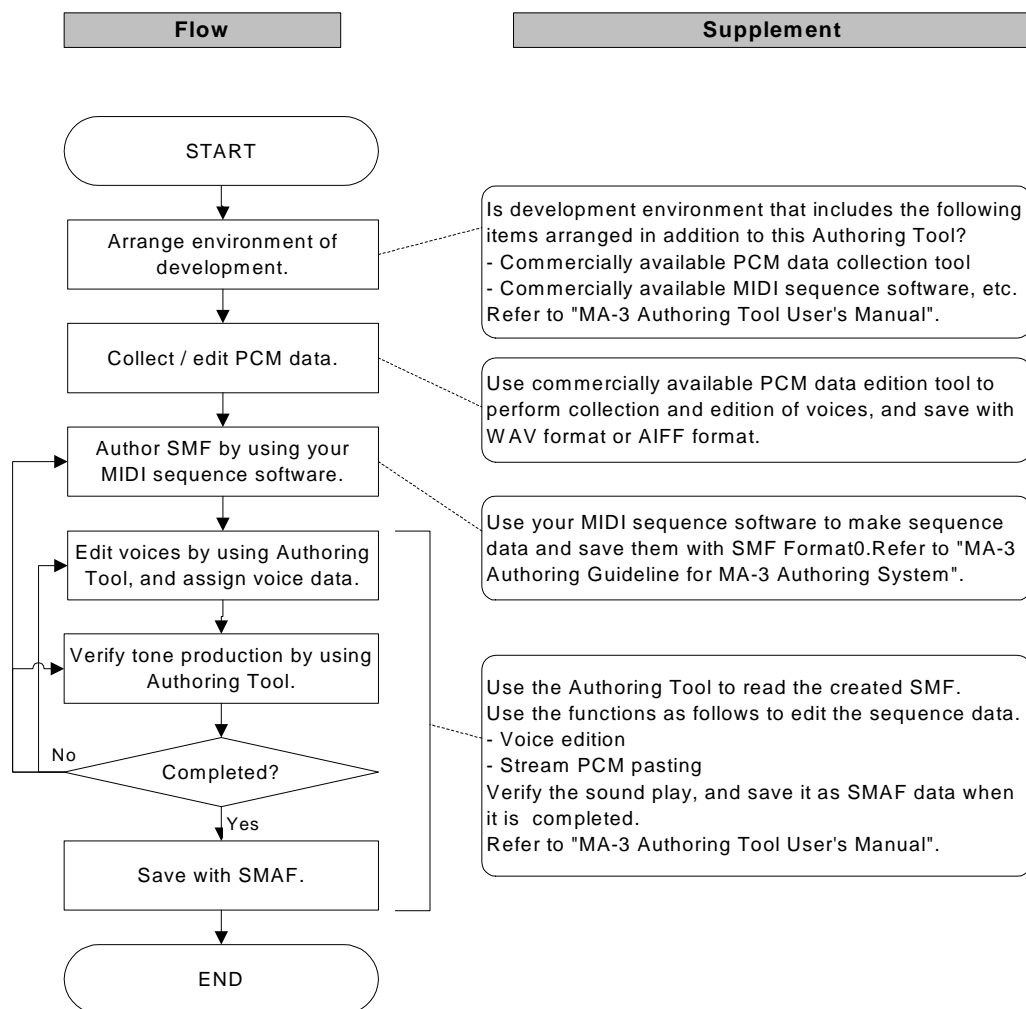 Flow
Supplement
START
Arrange environment of
development.
Is development environment that includes the following
items arranged in addition to this Authoring Tool?
- Commercially available PCM data collection tool
- Commercially available MIDI sequence software, etc.
Refer to "MA-3 Authoring Tool User's Manual".
Collect / edit PCM data.
Use commercially available PCM data edition tool to
perform collection and edition of voices, and save with
WAV format or AIFF format.
Author SMF by using your
MIDI sequence software.
Use your MIDI sequence software to make sequence
data and save them with SMF Format0.Refer to "MA-3
Authoring Guideline for MA-3 Authoring System".
Edit voices by using Authoring
Tool, and assign voice data.
Verify tone production by using
Authoring Tool.
Use the Authoring Tool to read the created SMF.
Use the functions as follows to edit the sequence data.
- Voice edition
- Stream PCM pasting
Verify the sound play, and save it as SMAF data when
it is completed.
Refer to "MA-3 Authoring Tool User's Manual".
No
Completed?
Yes
Save with SMAF.
END